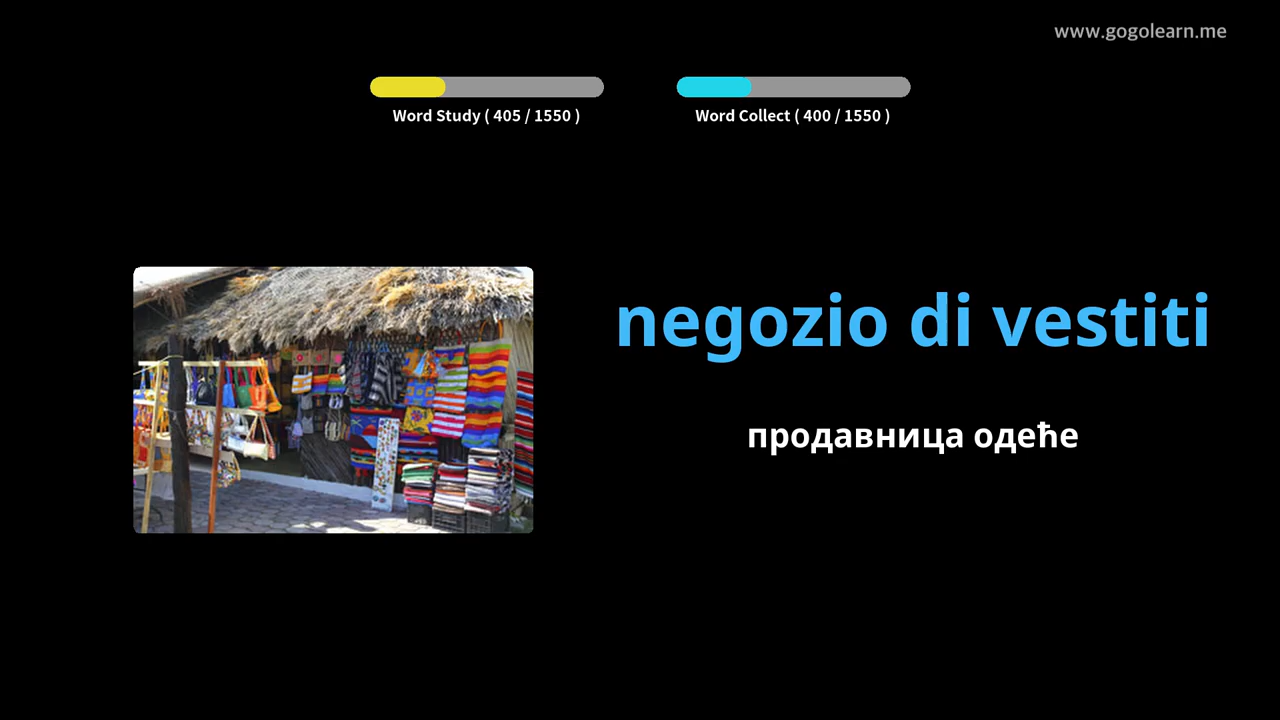 www.gogolearn.me
Word Study ( 405 / 1550 )
Word Collect ( 400 / 1550 )
negozio di vestiti
продавница одеће